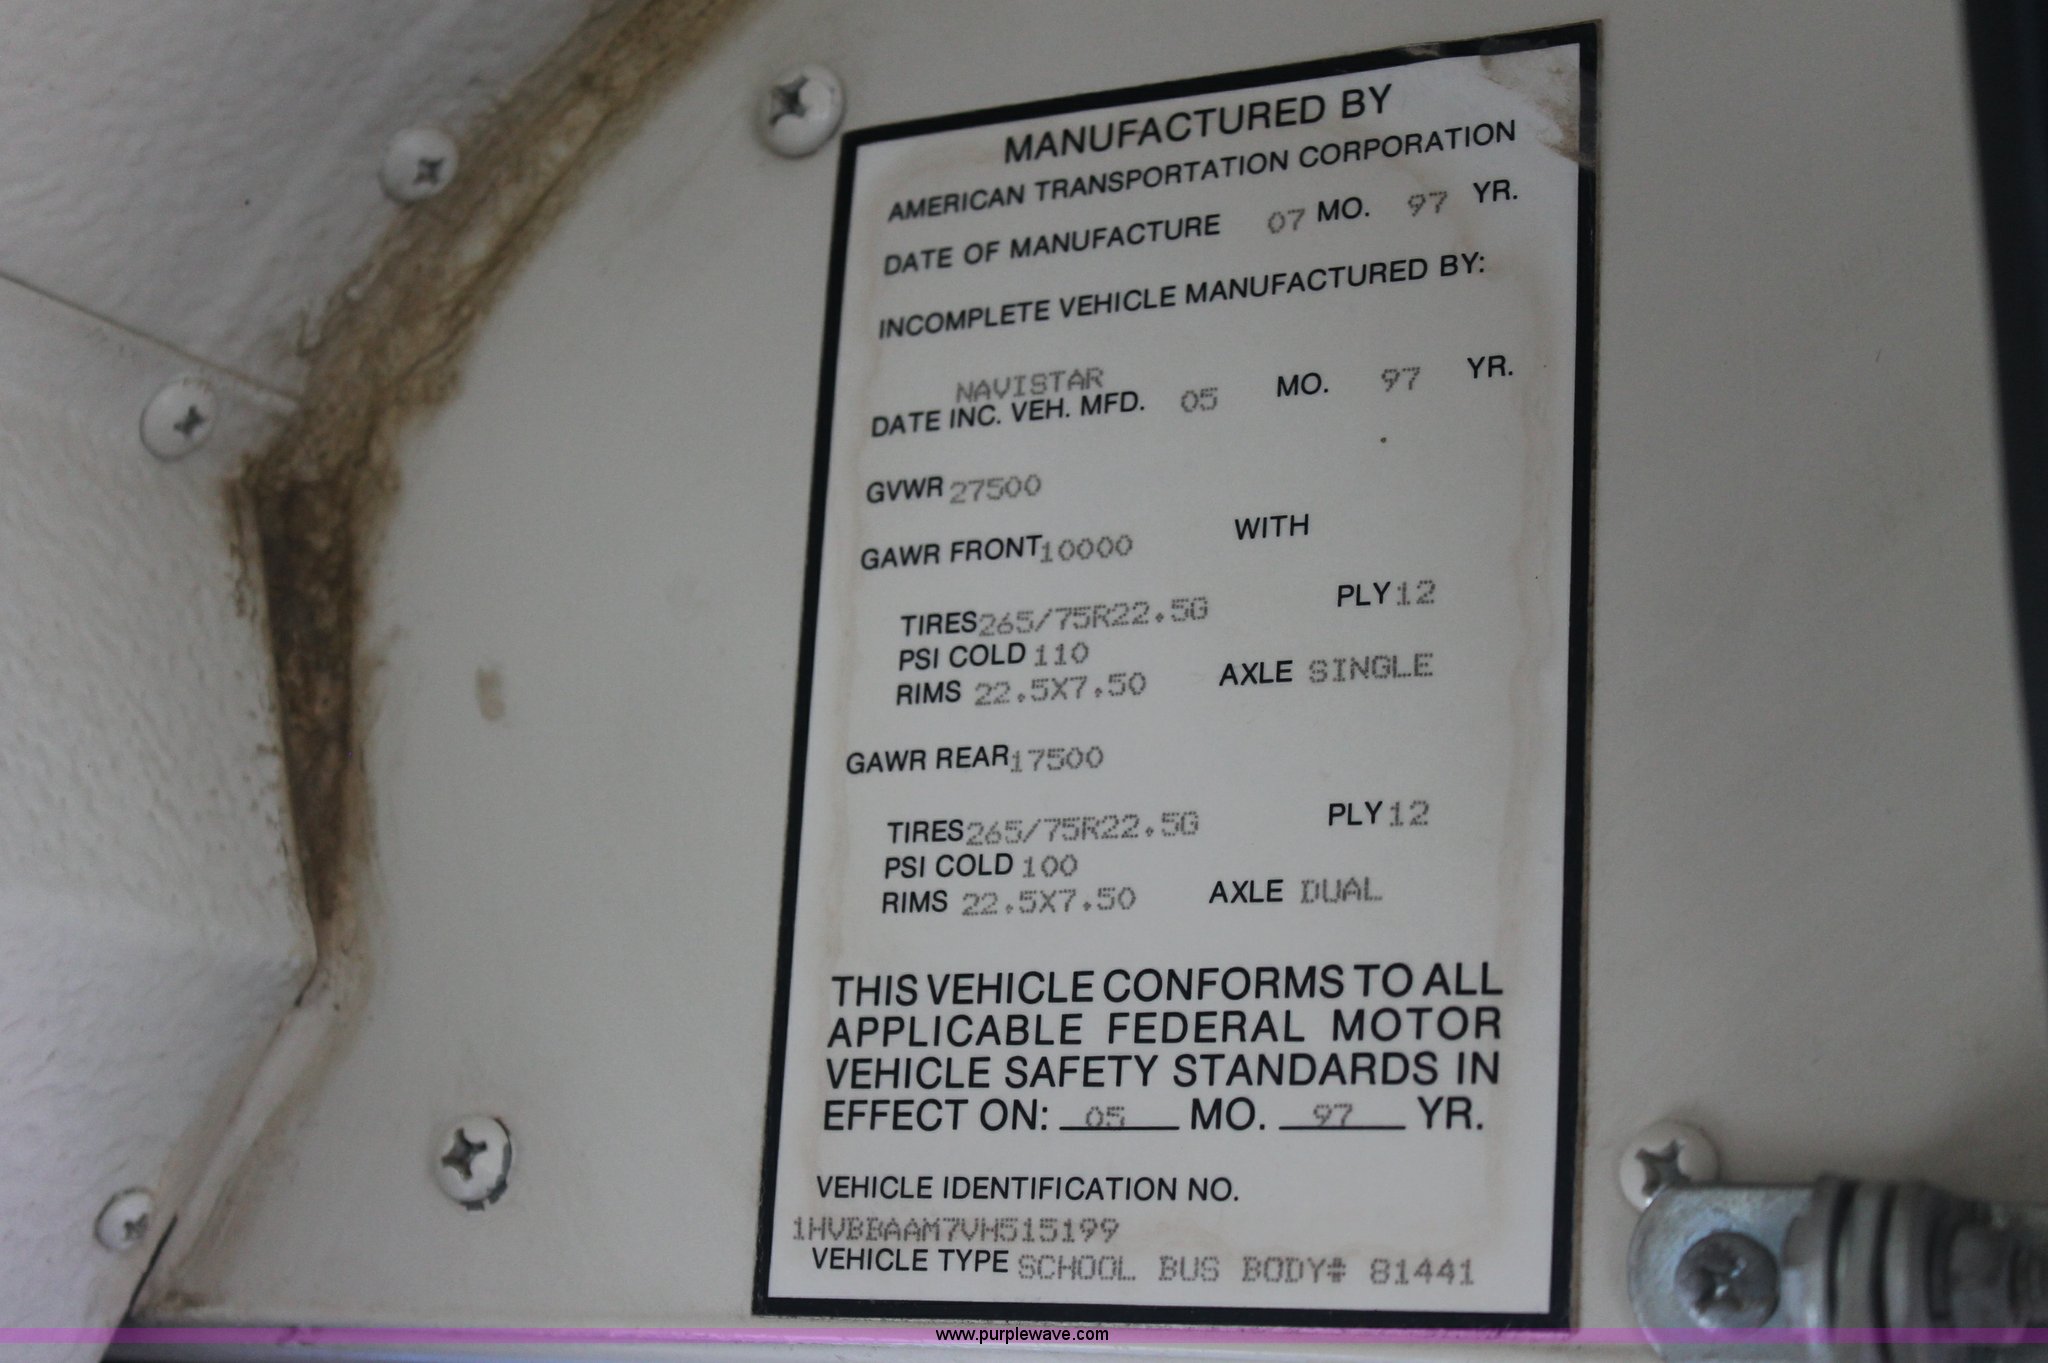 MANUFACTURED BY
AMERICAN TRANSPORTATION CORPORATION
DATE OF MANUFACTURE 07 MO. 97 YR.
INCOMPLETE VEHICLE MANUFACTURED BY:
NAVISTAR
DATE INC. VEH. MFD. 05 MO. 97 YR.
GVWR 27500
GAWR FRONT 10000 WITH
TIRES 265/75R22.5G PLY 12
PSI COLD 110
RIMS 22.5X7.50 AXLE SINGLE
GAWR REAR 17500
TIRES 265/75R22.5G PLY 12
PSI COLD 100
RIMS 22.5X7.50 AXLE DUAL
THIS VEHICLE CONFORMS TO ALL
APPLICABLE FEDERAL MOTOR
VEHICLE SAFETY STANDARDS IN
EFFECT ON: 05 MO. 97 YR.
VEHICLE IDENTIFICATION NO.
1HVBBAAM7VH515199
VEHICLE TYPE SCHOOL BUS BODY# 81441
www.purplewave.com